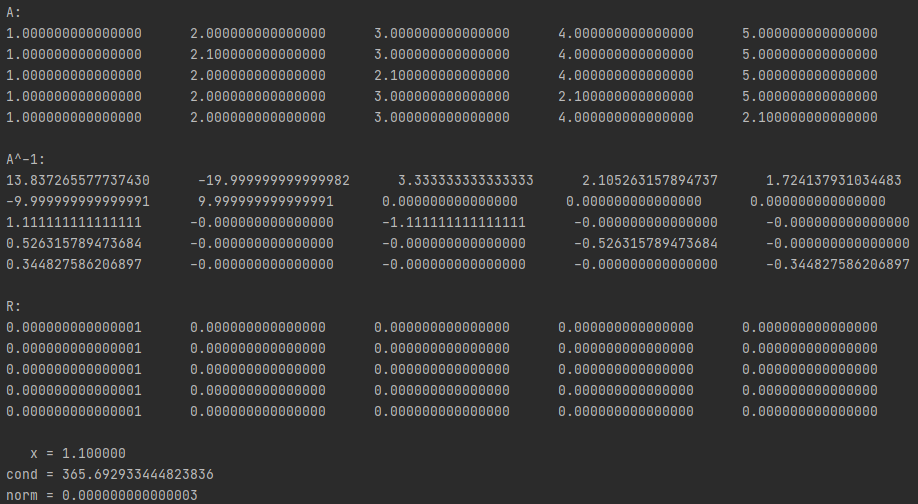 A:
1.000000000000000 2.000000000000000 3.000000000000000 4.000000000000000 5.000000000000000
1.000000000000000 2.100000000000000 3.000000000000000 4.000000000000000 5.000000000000000
1.000000000000000 2.000000000000000 2.100000000000000 4.000000000000000 5.000000000000000
1.000000000000000 2.000000000000000 3.000000000000000 2.100000000000000 5.000000000000000
1.000000000000000 2.000000000000000 3.000000000000000 4.000000000000000 2.100000000000000
A^-1:
13.837265577737430 -19.999999999999982 3.333333333333333 2.105263157894737 1.724137931034483
-9.999999999999991 9.999999999999991 0.000000000000000 0.000000000000000 0.000000000000000
1.111111111111111 -0.000000000000000 -1.111111111111111 -0.000000000000000 -0.000000000000000
0.526315789473684 -0.000000000000000 -0.000000000000000 -0.526315789473684 -0.000000000000000
0.344827586206897 -0.000000000000000 -0.000000000000000 -0.000000000000000 -0.344827586206897
R:
0.000000000000001 0.000000000000000 0.000000000000000 0.000000000000000 0.000000000000000
0.000000000000001 0.000000000000000 0.000000000000000 0.000000000000000 0.000000000000000
0.000000000000001 0.000000000000000 0.000000000000000 0.000000000000000 0.000000000000000
0.000000000000001 0.000000000000000 0.000000000000000 0.000000000000000 0.000000000000000
0.000000000000001 0.000000000000000 0.000000000000000 0.000000000000000 0.000000000000000
x = 1.100000
cond = 365.692933444823836
norm = 0.000000000000003